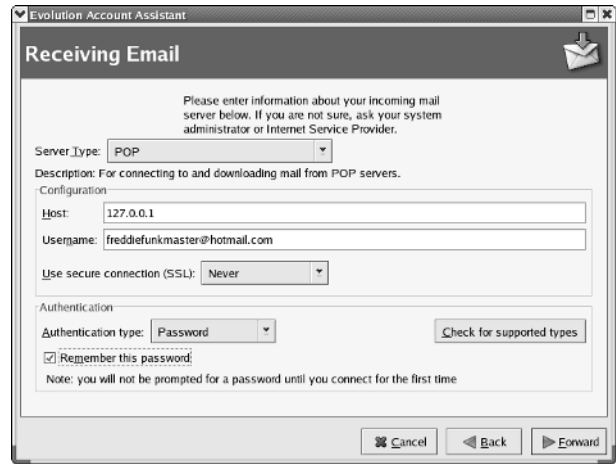 Evolution Account Assistant
Receiving Email
Please enter information about your incoming mail
server below. If you are not sure, ask your system
administrator or Internet Service Provider.
Server Type: POP
Description: For connecting to and downloading mail from POP servers.
Configuration
Host: 127.0.0.1
Username: freddiefunkmaster@hotmail.com
Use secure connection (SSL): Never
Authentication
Authentication type: Password Check for supported types
Remember this password
Note: you will not be prompted for a password until you connect for the first time
Cancel Back Forward